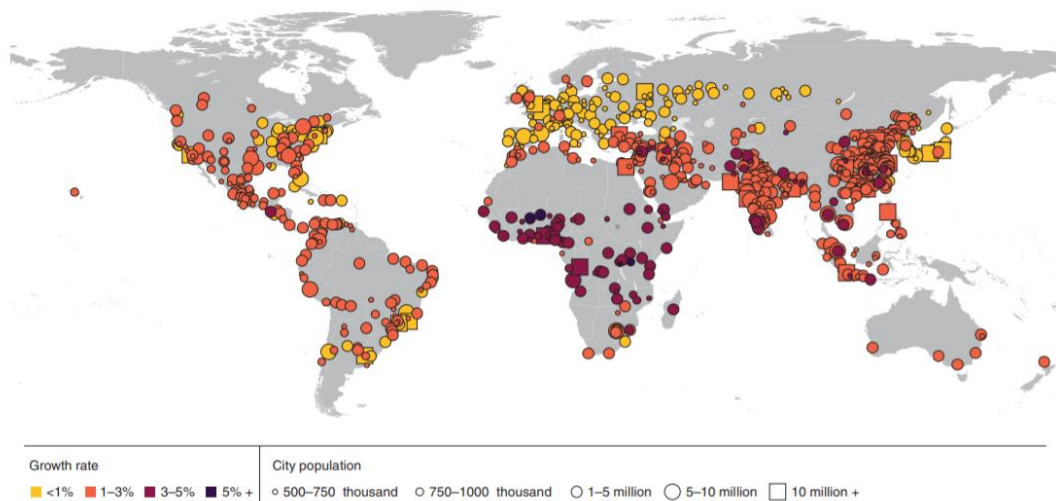 Growth rate
City population
<1% 1–3% 3–5% 5% +
500–750 thousand 750–1000 thousand 1–5 million 5–10 million 10 million +